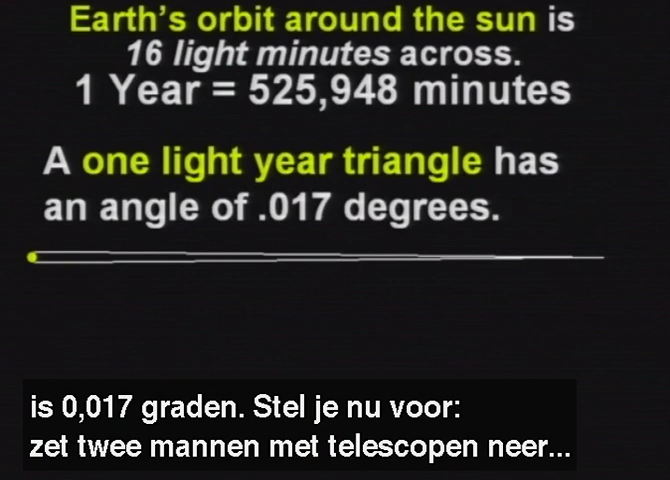 Earth's orbit around the sun is
16 light minutes across.
1 Year = 525,948 minutes
A one light year triangle has
an angle of .017 degrees.
is 0,017 graden. Stel je nu voor:
zet twee mannen met telescopen neer...